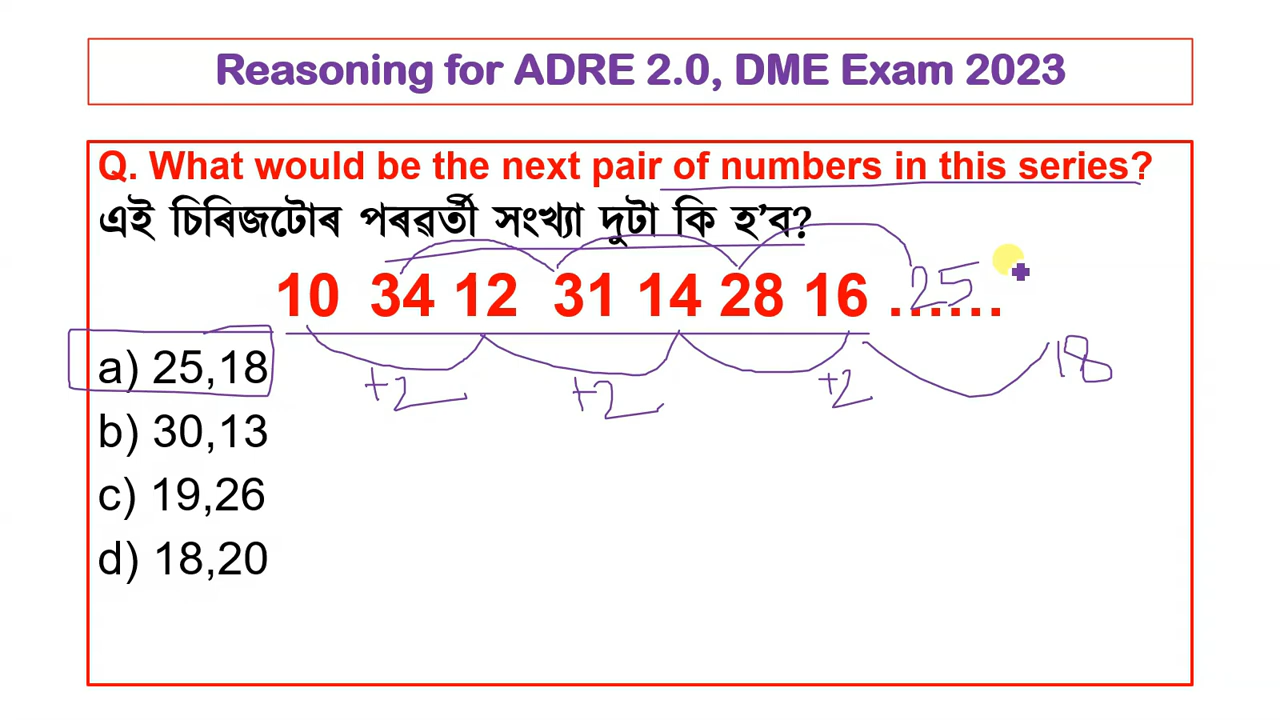 Reasoning for ADRE 2.0, DME Exam 2023
Q. What would be the next pair of numbers in this series?
এই চিৰিজটোৰ পৰৱৰ্তী সংখ্যা দুটা কি হ’ব?
10 34 12 31 14 28 16 ...... 25
a) 25,18 18
+2 +2 +2
b) 30,13
c) 19,26
d) 18,20